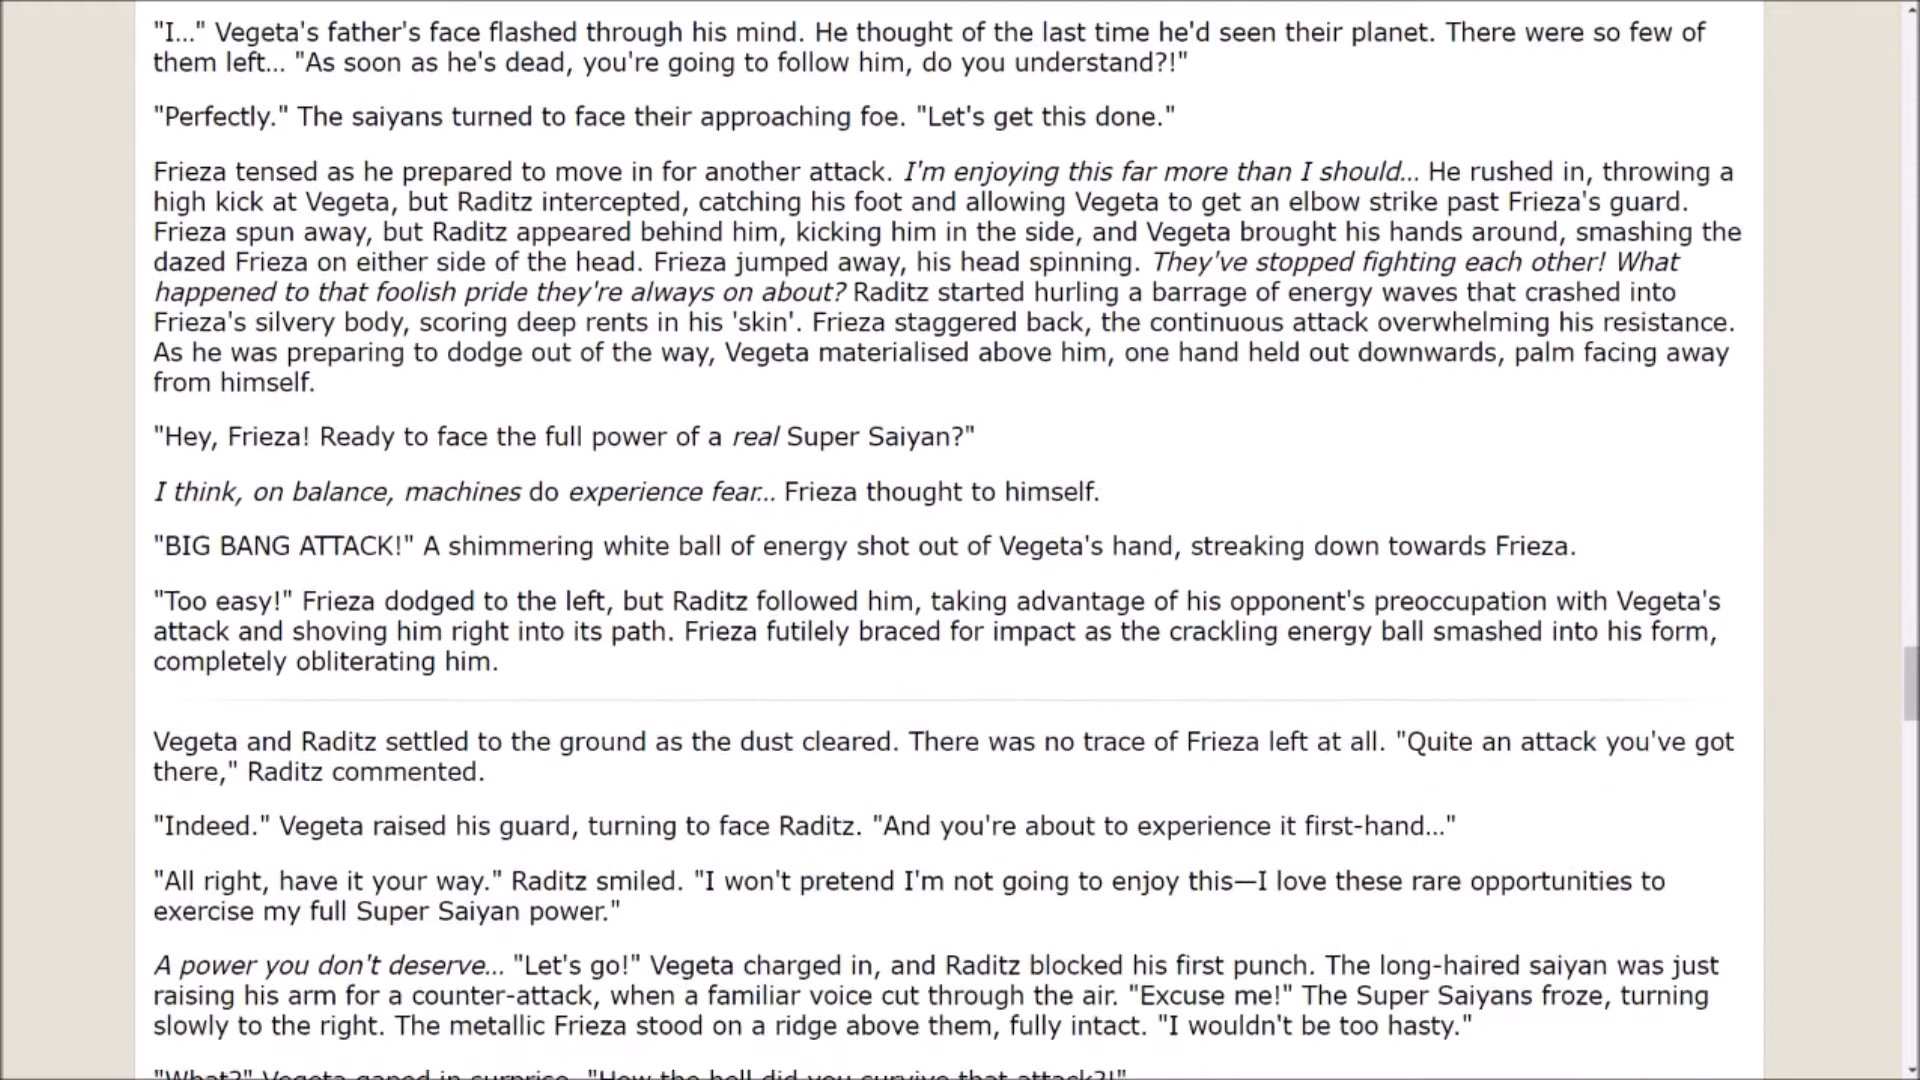 "I..." Vegeta's father's face flashed through his mind. He thought of the last time he'd seen their planet. There were so few of
them left... "As soon as he's dead, you're going to follow him, do you understand?!"
"Perfectly." The saiyans turned to face their approaching foe. "Let's get this done."
Frieza tensed as he prepared to move in for another attack. I'm enjoying this far more than I should... He rushed in, throwing a
high kick at Vegeta, but Raditz intercepted, catching his foot and allowing Vegeta to get an elbow strike past Frieza's guard.
Frieza spun away, but Raditz appeared behind him, kicking him in the side, and Vegeta brought his hands around, smashing the
dazed Frieza on either side of the head. Frieza jumped away, his head spinning. They've stopped fighting each other! What
happened to that foolish pride they're always on about? Raditz started hurling a barrage of energy waves that crashed into
Frieza's silvery body, scoring deep rents in his 'skin'. Frieza staggered back, the continuous attack overwhelming his resistance.
As he was preparing to dodge out of the way, Vegeta materialised above him, one hand held out downwards, palm facing away
from himself.
"Hey, Frieza! Ready to face the full power of a real Super Saiyan?"
I think, on balance, machines do experience fear... Frieza thought to himself.
"BIG BANG ATTACK!" A shimmering white ball of energy shot out of Vegeta's hand, streaking down towards Frieza.
"Too easy!" Frieza dodged to the left, but Raditz followed him, taking advantage of his opponent's preoccupation with Vegeta's
attack and shoving him right into its path. Frieza futilely braced for impact as the crackling energy ball smashed into his form,
completely obliterating him.
Vegeta and Raditz settled to the ground as the dust cleared. There was no trace of Frieza left at all. "Quite an attack you've got
there," Raditz commented.
"Indeed." Vegeta raised his guard, turning to face Raditz. "And you're about to experience it first-hand..."
"All right, have it your way." Raditz smiled. "I won't pretend I'm not going to enjoy this—I love these rare opportunities to
exercise my full Super Saiyan power."
A power you don't deserve... "Let's go!" Vegeta charged in, and Raditz blocked his first punch. The long-haired saiyan was just
raising his arm for a counter-attack, when a familiar voice cut through the air. "Excuse me!" The Super Saiyans froze, turning
slowly to the right. The metallic Frieza stood on a ridge above them, fully intact. "I wouldn't be too hasty."
"What?" Vegeta gaped in surprise. "How the hell did you survive that attack?!"